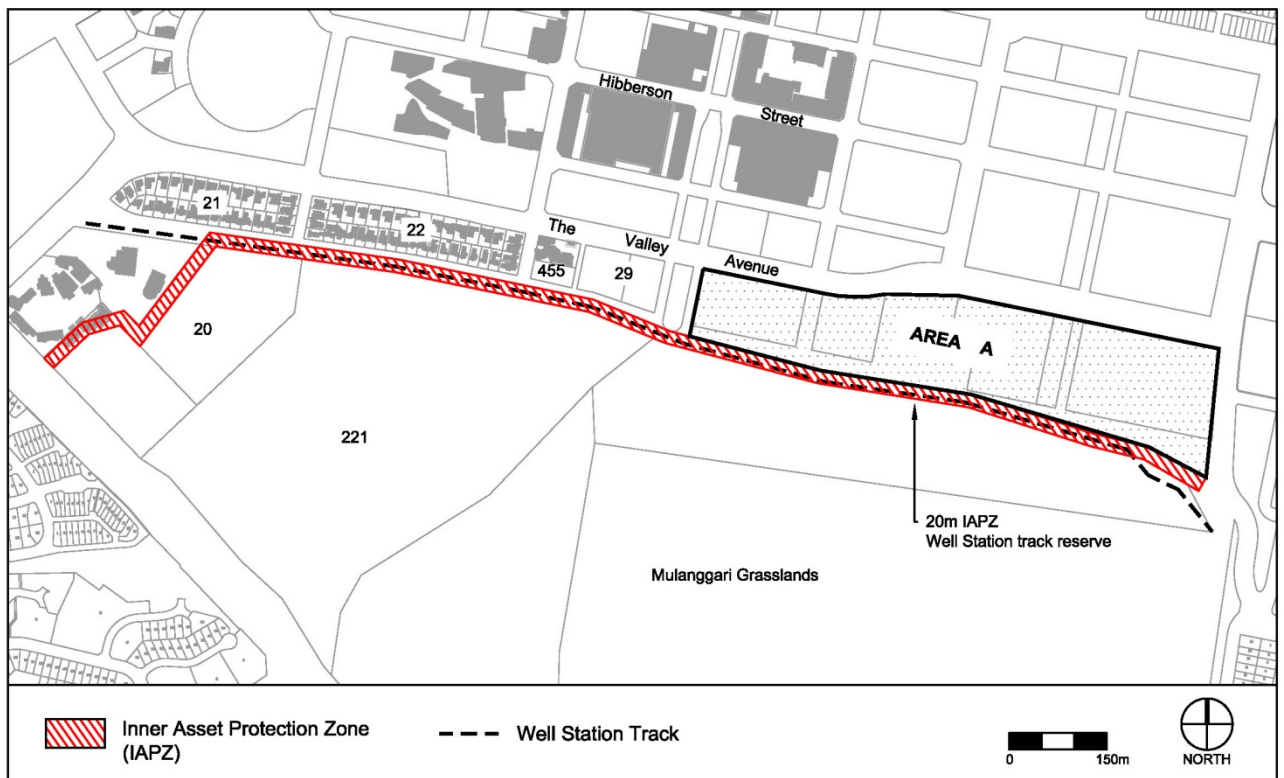 Hibberson
Street
21
22
The
Valley
Avenue
455
29
20
AREA A
221
20m IAPZ
Well Station track reserve
Mulanggari Grasslands
Inner Asset Protection Zone
(IAPZ)
Well Station Track
0m
150m
NORTH